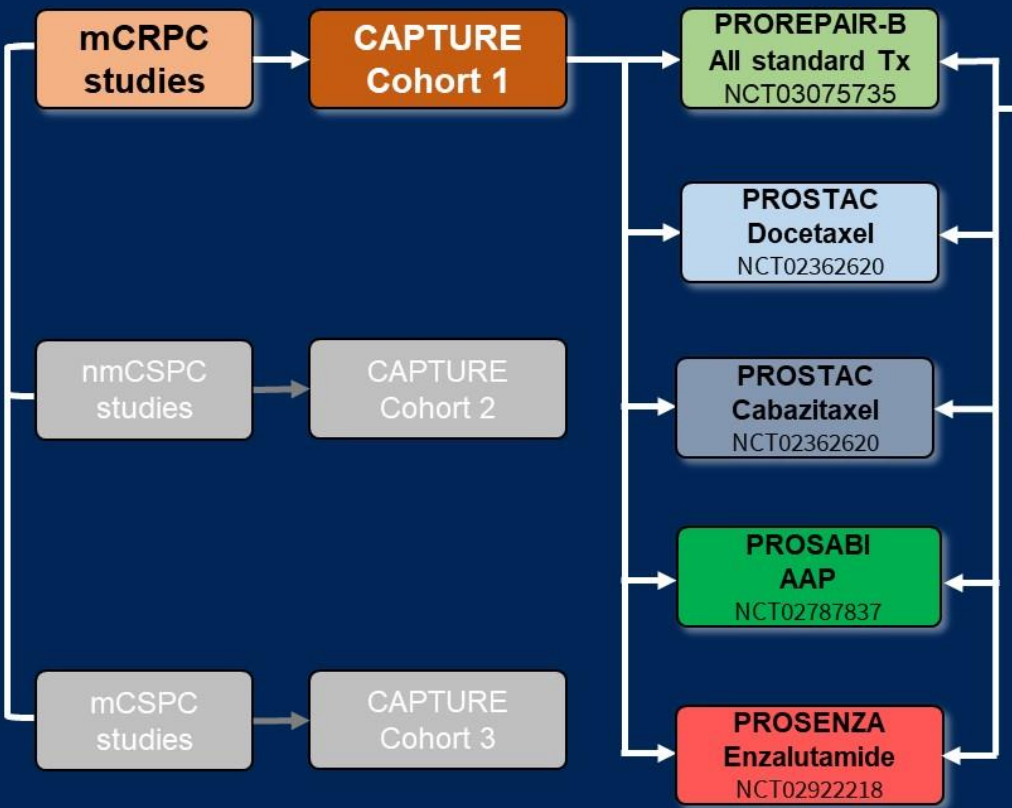 mCRPC
studies
CAPTURE
Cohort 1
PROREPAIR-B
All standard Tx
NCT03075735
PROSTAC
Docetaxel
NCT02362620
nmCSPC
studies
CAPTURE
Cohort 2
PROSTAC
Cabazitaxel
NCT02362620
PROSABI
AAP
NCT02787837
mCSPC
studies
CAPTURE
Cohort 3
PROSENZA
Enzalutamide
NCT02922218